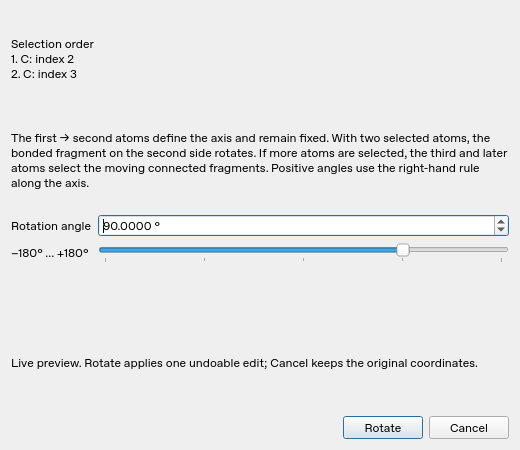 Selection order
1. C: index 2
2. C: index 3
The first → second atoms define the axis and remain fixed. With two selected atoms, the
bonded fragment on the second side rotates. If more atoms are selected, the third and later
atoms select the moving connected fragments. Positive angles use the right-hand rule
along the axis.
Rotation angle 90.0000 °
−180° ... +180°
Live preview. Rotate applies one undoable edit; Cancel keeps the original coordinates.
Rotate Cancel